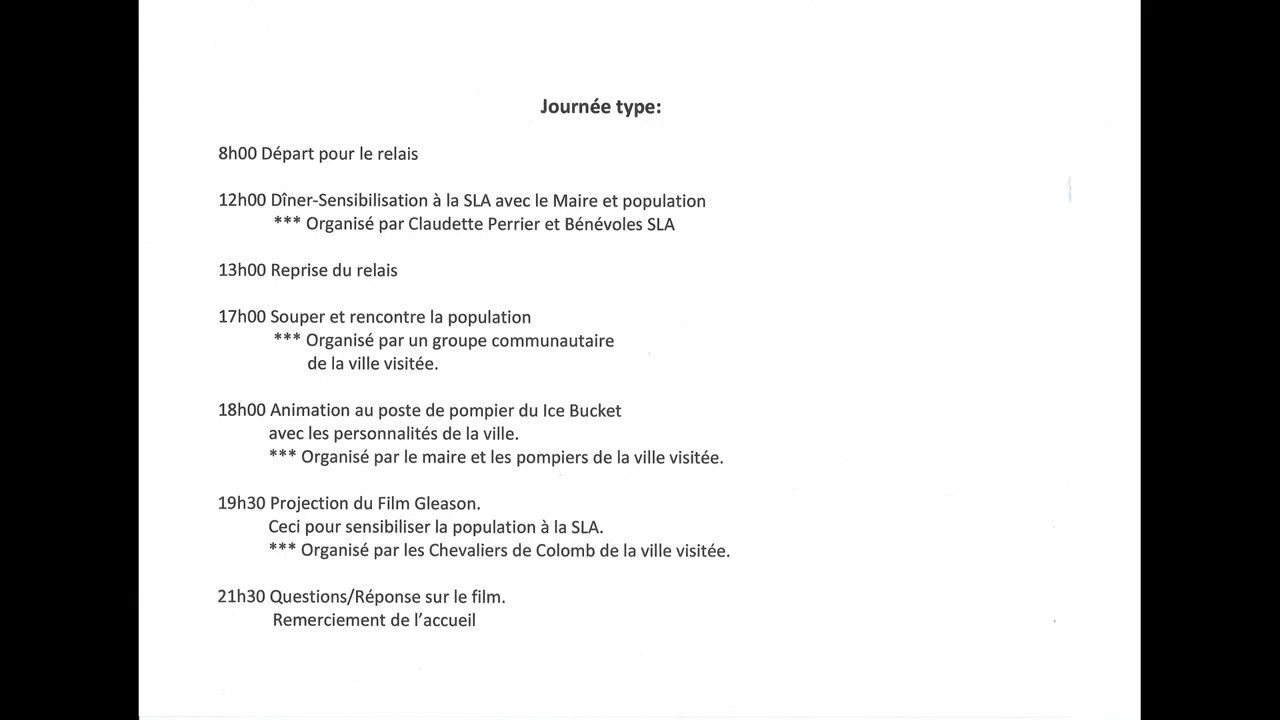 Journée type:
8h00 Départ pour le relais
12h00 Dîner-Sensibilisation à la SLA avec le Maire et population
*** Organisé par Claudette Perrier et Bénévoles SLA
13h00 Reprise du relais
17h00 Souper et rencontre la population
*** Organisé par un groupe communautaire
de la ville visitée.
18h00 Animation au poste de pompier du Ice Bucket
avec les personnalités de la ville.
*** Organisé par le maire et les pompiers de la ville visitée.
19h30 Projection du Film Gleason.
Ceci pour sensibiliser la population à la SLA.
*** Organisé par les Chevaliers de Colomb de la ville visitée.
21h30 Questions/Réponse sur le film.
Remerciement de l'accueil